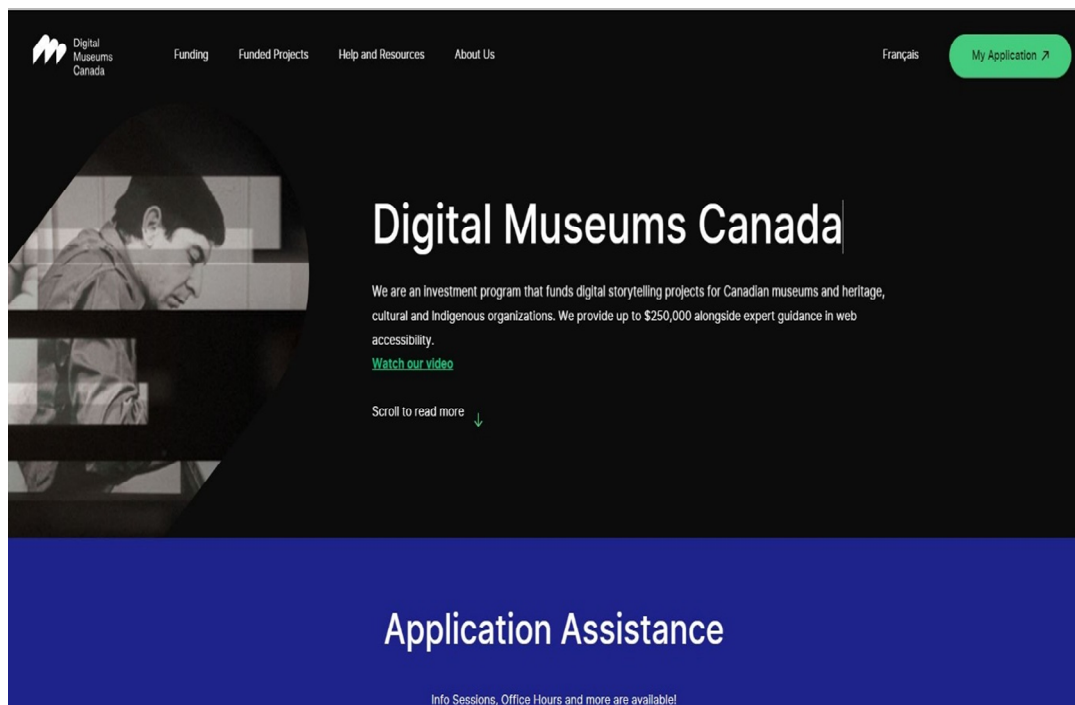 Digital
Museums
Canada
Funding
Funded Projects
Help and Resources
About Us
Français
My Application
Digital Museums Canada
We are an investment program that funds digital storytelling projects for Canadian museums and heritage,
cultural and Indigenous organizations. We provide up to $250,000 alongside expert guidance in web
accessibility.
Watch our video
Scroll to read more
Application Assistance
Info Sessions, Office Hours and more are available!